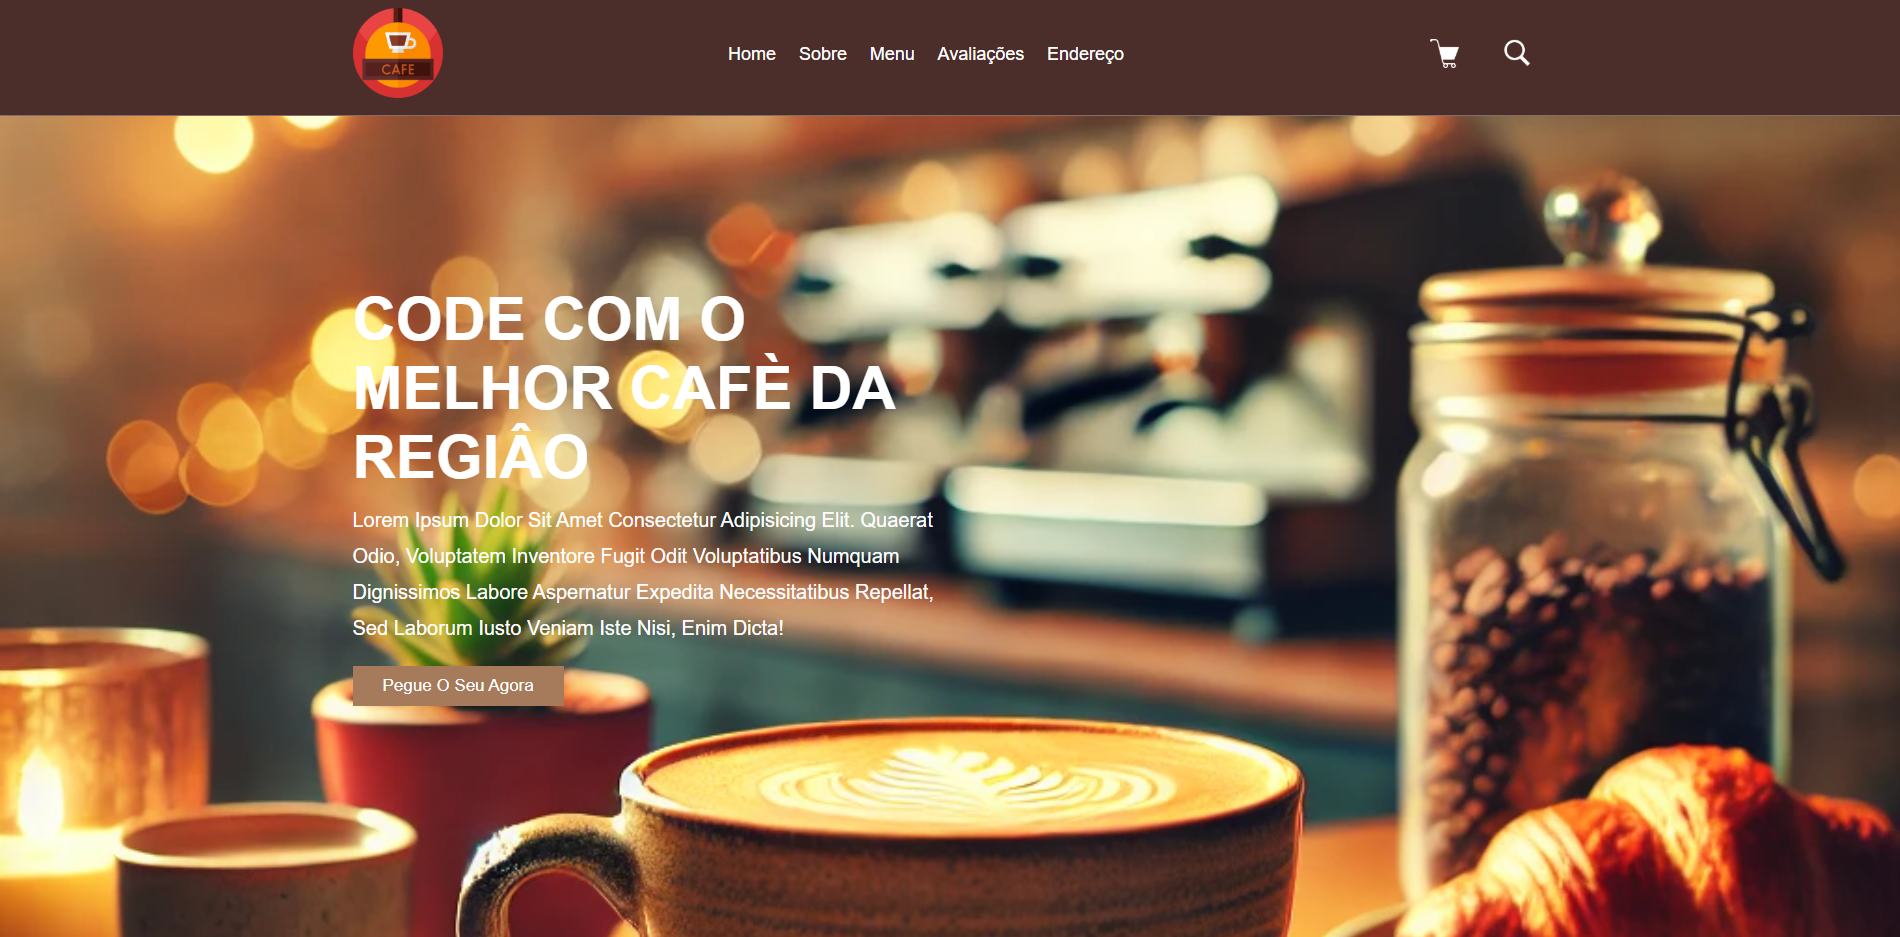 CAFE
Home Sobre Menu Avaliações Endereço
CODE COM O
MELHOR CAFÈ DA
REGIÂO
Lorem Ipsum Dolor Sit Amet Consectetur Adipisicing Elit. Quaerat
Odio, Voluptatem Inventore Fugit Odit Voluptatibus Numquam
Dignissimos Labore Aspernatur Expedita Necessitatibus Repellat,
Sed Laborum Iusto Veniam Iste Nisi, Enim Dicta!
Pegue O Seu Agora